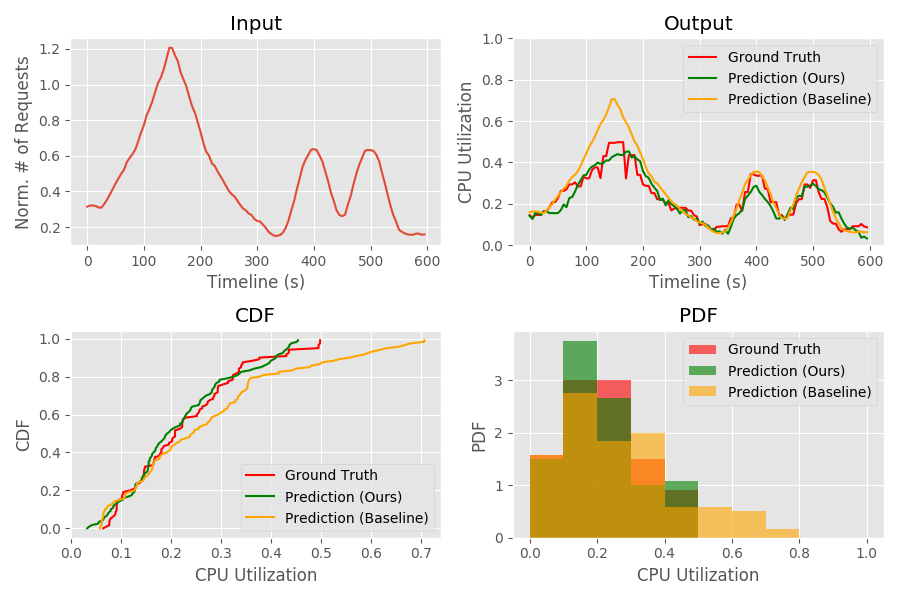 Input
Norm. # of Requests
1.2
1.0
0.8
0.6
0.4
0.2
0 100 200 300 400 500 600
Timeline (s)
Output
CPU Utilization
1.0
0.8
0.6
0.4
0.2
0.0
Ground Truth
Prediction (Ours)
Prediction (Baseline)
0 100 200 300 400 500 600
Timeline (s)
CDF
CDF
1.0
0.8
0.6
0.4
0.2
0.0
Ground Truth
Prediction (Ours)
Prediction (Baseline)
0.0 0.1 0.2 0.3 0.4 0.5 0.6 0.7
CPU Utilization
PDF
PDF
3
2
1
0
Ground Truth
Prediction (Ours)
Prediction (Baseline)
0.0 0.2 0.4 0.6 0.8 1.0
CPU Utilization